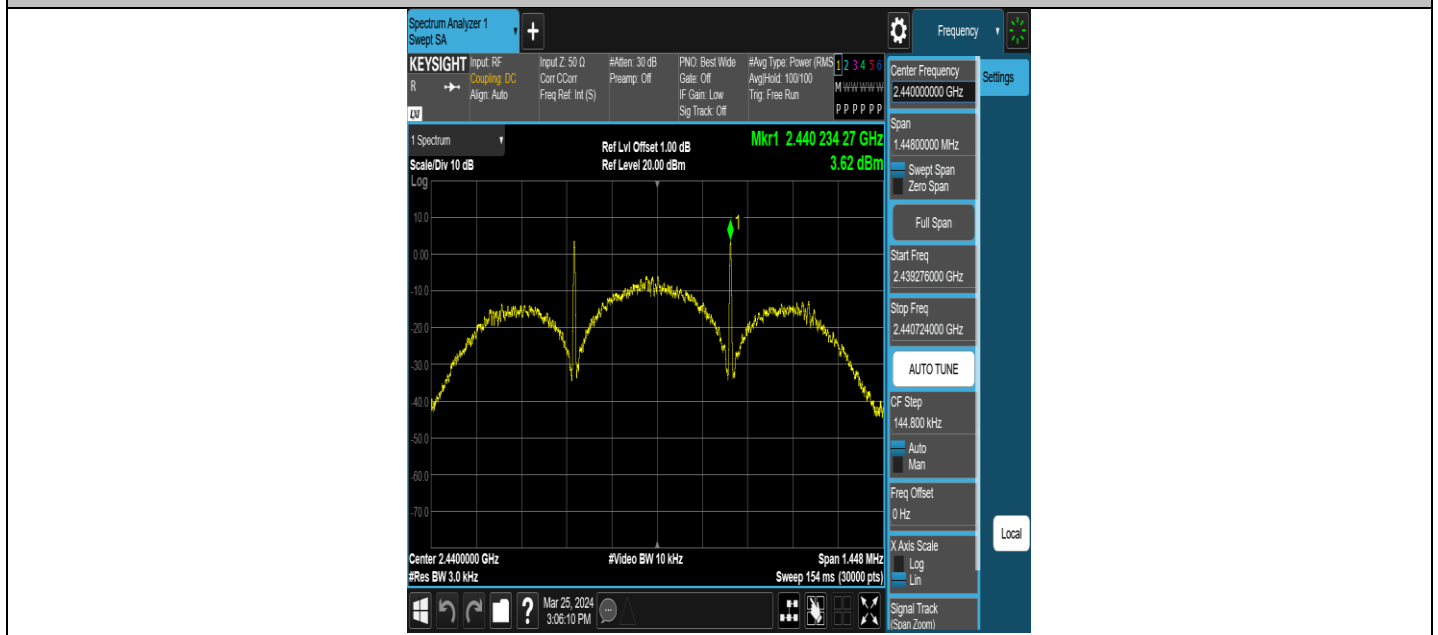 Spectrum Analyzer 1
Swept SA
+
Frequency
KEYSIGHT
R
LXI
Input: RF
Coupling: DC
Align: Auto
Input Z: 50 Ω
Corr CCorr
Freq Ref: Int (S)
#Atten: 30 dB
Preamp: Off
PNO: Best Wide
Gate: Off
IF Gain: Low
Sig Track: Off
#Avg Type: Power (RMS
Avg|Hold: 100/100
Trig: Free Run
1 2 3 4 5 6
M W W W W W
P P P P P P
1 Spectrum
Scale/Div 10 dB
Ref Lvl Offset 1.00 dB
Ref Level 20.00 dBm
Mkr1 2.440 234 27 GHz
3.62 dBm
Log
10.0
0.00
-10.0
-20.0
-30.0
-40.0
-50.0
-60.0
-70.0
1
Center 2.4400000 GHz
#Res BW 3.0 kHz
#Video BW 10 kHz
Span 1.448 MHz
Sweep 154 ms (30000 pts)
?
Mar 25, 2024
3:06:10 PM
Center Frequency
2.440000000 GHz
Span
1.44800000 MHz
Swept Span
Zero Span
Full Span
Start Freq
2.439276000 GHz
Stop Freq
2.440724000 GHz
AUTO TUNE
CF Step
144.800 kHz
Auto
Man
Freq Offset
0 Hz
X Axis Scale
Log
Lin
Signal Track
(Span Zoom)
Settings
Local